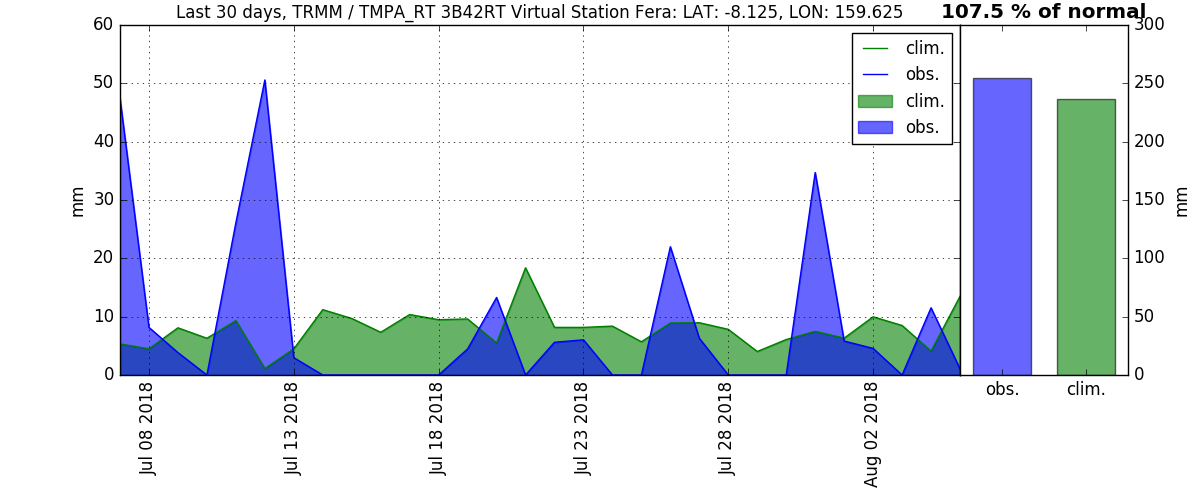 Last 30 days, TRMM / TMPA_RT 3B42RT Virtual Station Fera: LAT: -8.125, LON: 159.625
107.5 % of normal
60
50
40
30
20
10
0
mm
clim.
obs.
clim.
obs.
300
250
200
150
100
50
0
mm
obs.
clim.
Jul 08 2018
Jul 13 2018
Jul 18 2018
Jul 23 2018
Jul 28 2018
Aug 02 2018